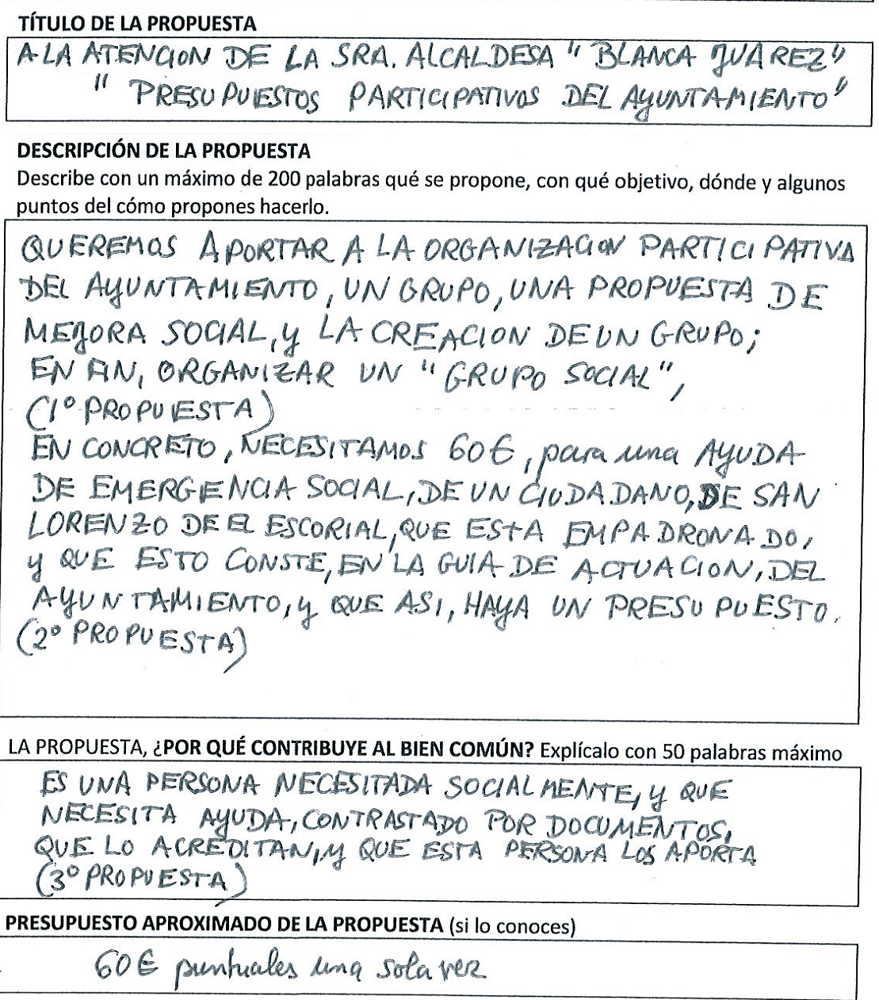 TÍTULO DE LA PROPUESTA
A LA ATENCION DE LA SRA. ALCALDESA " BLANCA JUAREZ"
" PRESUPUESTOS PARTICIPATIVOS DEL AYUNTAMIENTO"
DESCRIPCIÓN DE LA PROPUESTA
Describe con un máximo de 200 palabras qué se propone, con qué objetivo, dónde y algunos
puntos del cómo propones hacerlo.
QUEREMOS APORTAR A LA ORGANIZACION PARTICIPATIVA
DEL AYUNTAMIENTO, UN GRUPO, UNA PROPUESTA DE
MEJORA SOCIAL, y LA CREACION DE UN GRUPO;
EN FIN, ORGANIZAR UN "GRUPO SOCIAL",
(1º PROPUESTA)
EN CONCRETO, NECESITAMOS 60€, para una AYUDA
DE EMERGENCIA SOCIAL, DE UN CIUDADANO, DE SAN
LORENZO DE EL ESCORIAL, QUE ESTA EMPADRONADO,
y QUE ESTO CONSTE, EN LA GUIA DE ACTUACION, DEL
AYUNTAMIENTO, y QUE ASI, HAYA UN PRESUPUESTO.
(2º PROPUESTA)
LA PROPUESTA, ¿POR QUÉ CONTRIBUYE AL BIEN COMÚN? Explícalo con 50 palabras máximo
ES UNA PERSONA NECESITADA SOCIALMENTE, y QUE
NECESITA AYUDA, CONTRASTADO POR DOCUMENTOS,
QUE LO ACREDITAN, y QUE ESTA PERSONA LOS APORTA
(3º PROPUESTA)
PRESUPUESTO APROXIMADO DE LA PROPUESTA (si lo conoces)
60€ puntuales una sola vez